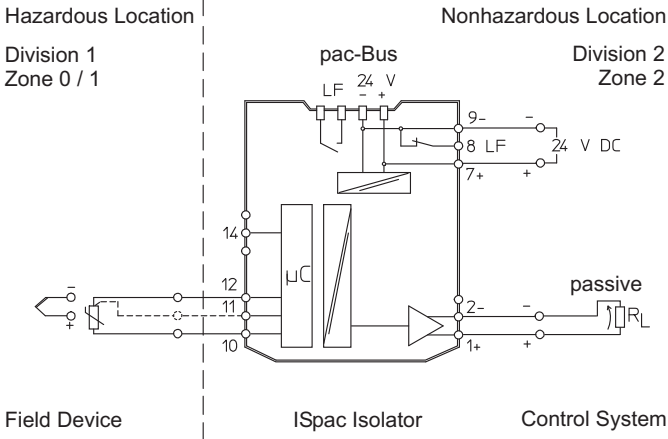 Hazardous Location
Nonhazardous Location
Division 1
Zone 0 / 1
pac-Bus
Division 2
Zone 2
LF
24 V
- +
9-
-
8 LF
24 V DC
7+
+
14
µC
12
11
10
-
+
passive
2-
-
RL
1+
+
Field Device
ISpac Isolator
Control System